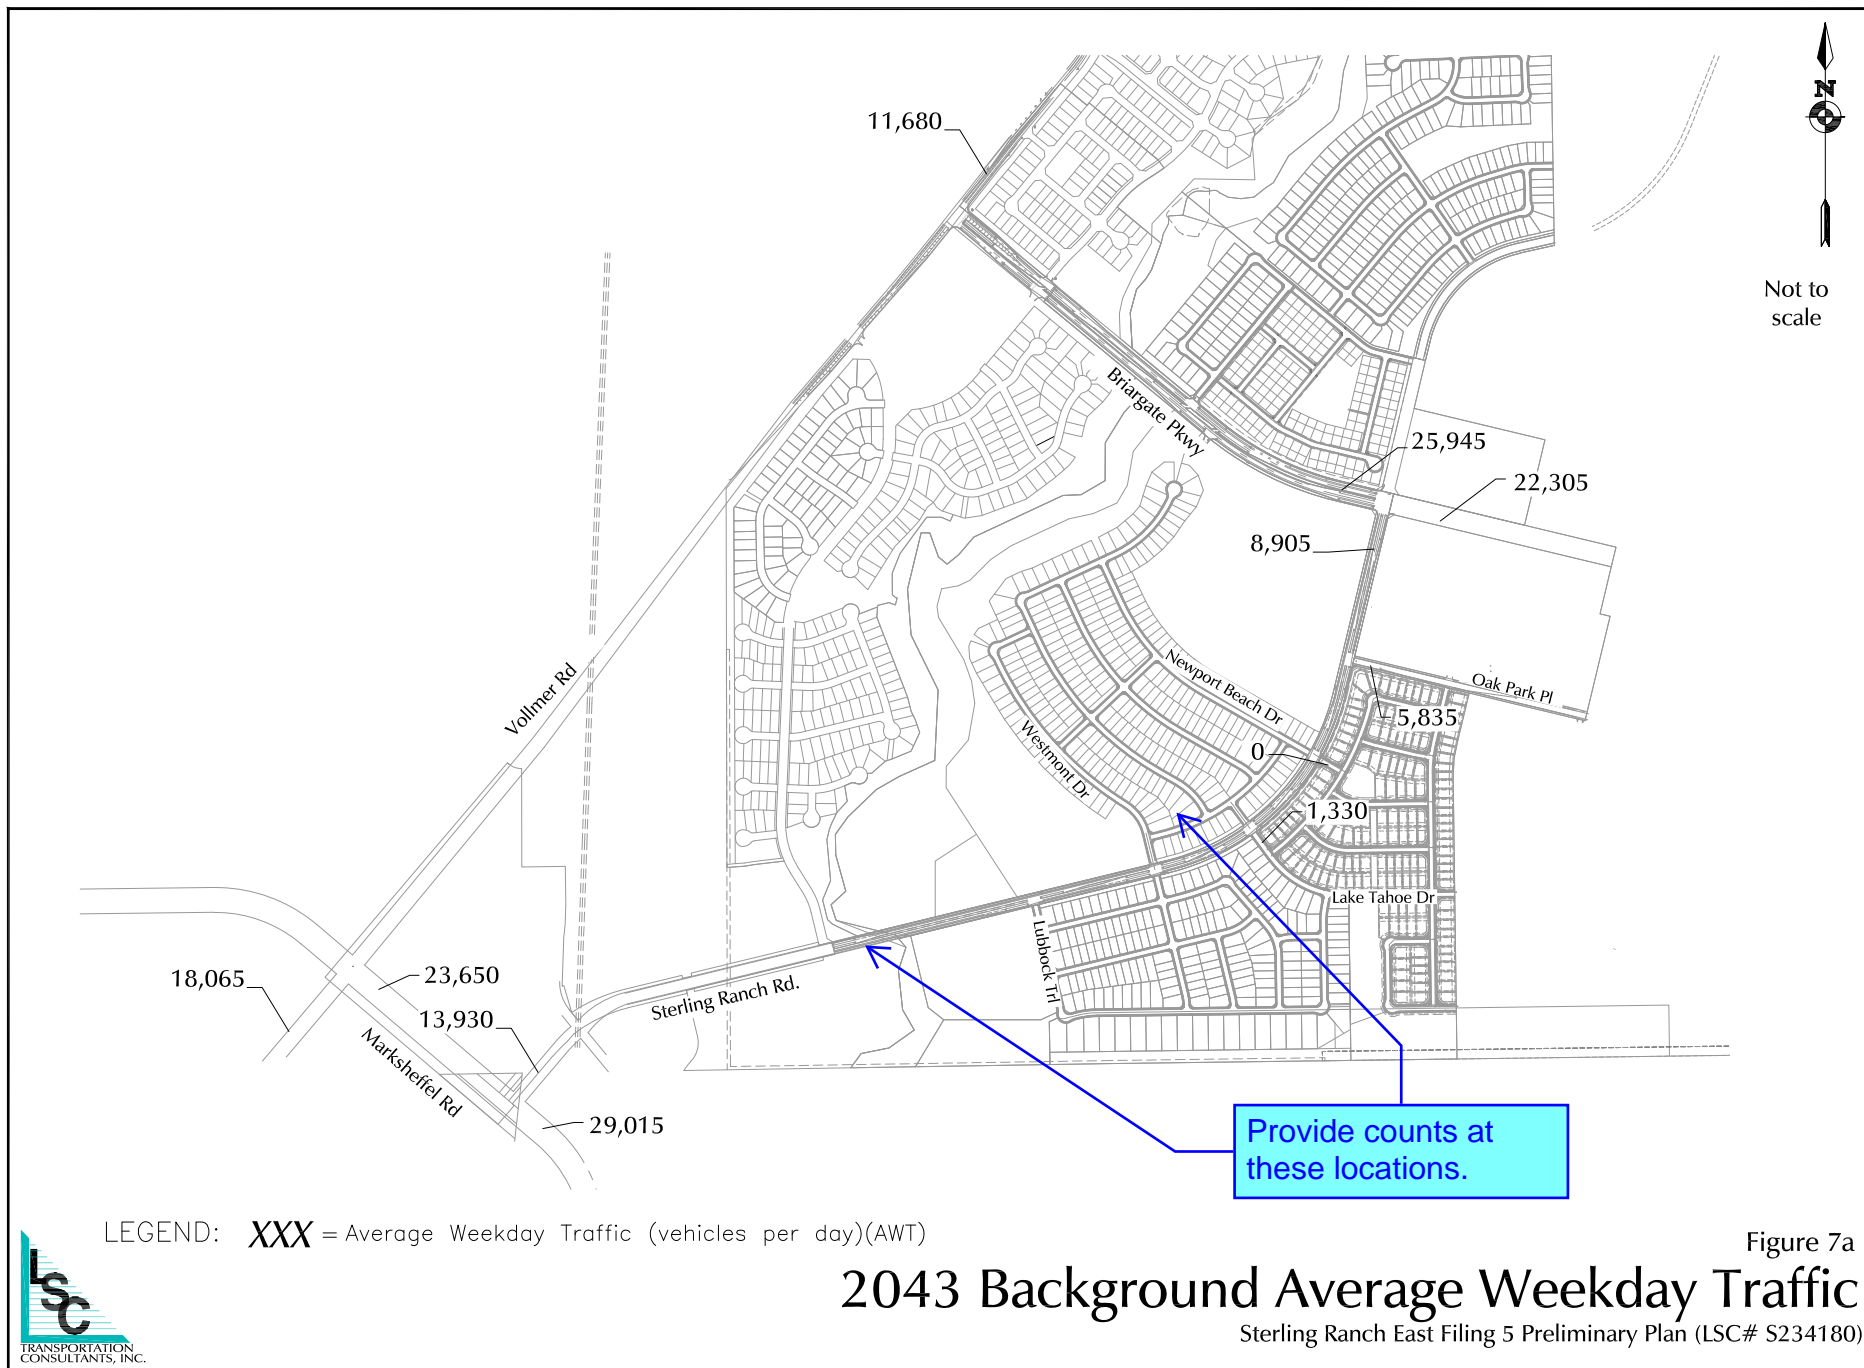 11,680
N
Not to
scale
Briargate Pkwy
25,945
22,305
8,905
Newport Beach Dr
Oak Park Pl
Vollmer Rd
5,835
Westmont Dr
0
1,330
Lake Tahoe Dr
Lubbock Trl
18,065
23,650
Sterling Ranch Rd.
13,930
Marksheffel Rd
29,015
Provide counts at
these locations.
LEGEND: XXX = Average Weekday Traffic (vehicles per day)(AWT)
Figure 7a
2043 Background Average Weekday Traffic
Sterling Ranch East Filing 5 Preliminary Plan (LSC# S234180)
LSC
TRANSPORTATION
CONSULTANTS, INC.